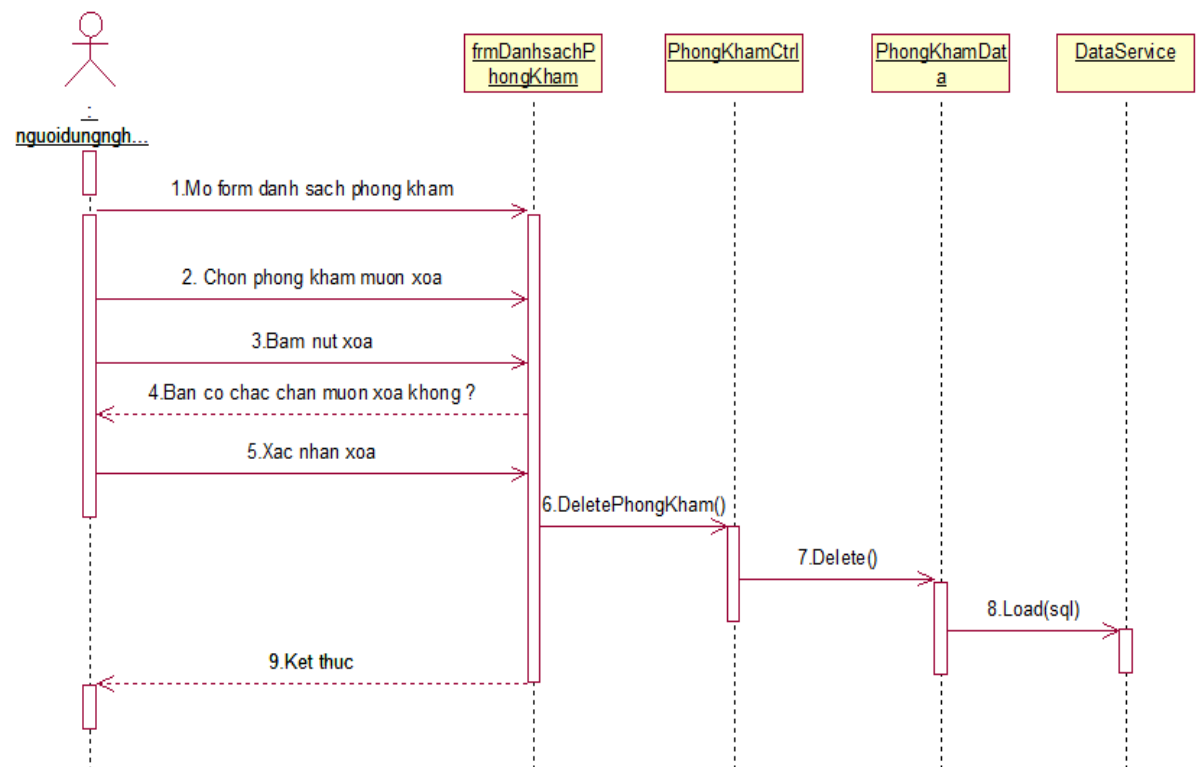 frmDanhsachP
hongKham
PhongKhamCtrl
PhongKhamDat
a
DataService
:
nguoidungngh...
1.Mo form danh sach phong kham
2. Chon phong kham muon xoa
3.Bam nut xoa
4.Ban co chac chan muon xoa khong ?
5.Xac nhan xoa
6.DeletePhongKham()
7.Delete()
8.Load(sql)
9.Ket thuc